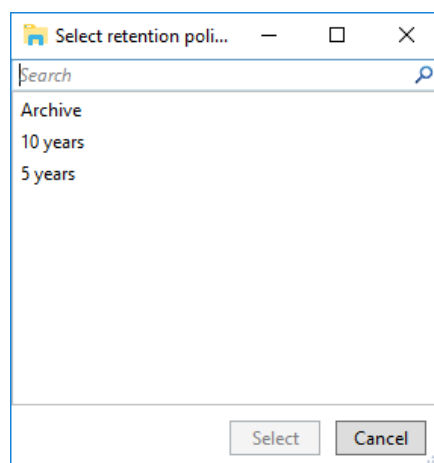 Select retention poli...
Search
Archive
10 years
5 years
Select
Cancel